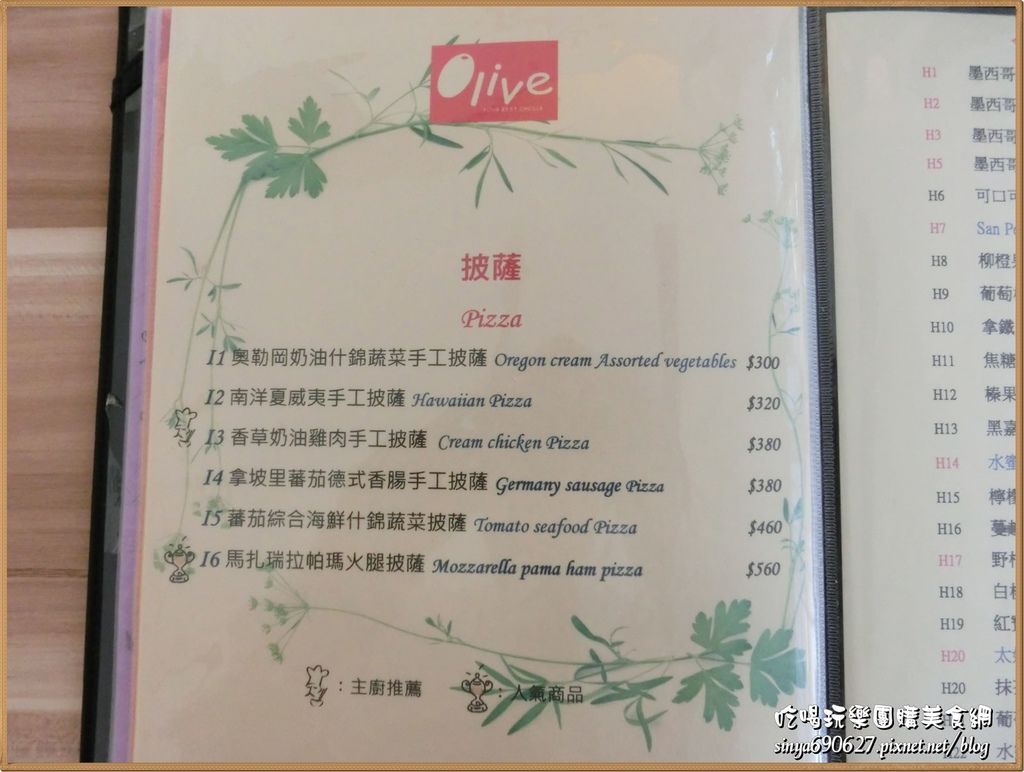 Olive
披薩
Pizza
I1 奧勒岡奶油什錦蔬菜手工披薩 Oregon cream Assorted vegetables $300
I2 南洋夏威夷手工披薩 Hawaiian Pizza $320
I3 香草奶油雞肉手工披薩 Cream chicken Pizza $380
I4 拿坡里蕃茄德式香腸手工披薩 Germany sausage Pizza $380
I5 蕃茄綜合海鮮什錦蔬菜披薩 Tomato seafood Pizza $460
I6 馬扎瑞拉帕瑪火腿披薩 Mozzarella pama ham pizza $560
：主廚推薦
：人氣商品
H1 墨西哥
H2 墨西哥
H3 墨西哥
H5 墨西哥
H6 可口可
H7 San Pe
H8 柳橙
H9 葡萄
H10 拿鐵
H11 焦糖
H12 榛果
H13 黑嘉
H14 水蜜
H15 檸檬
H16 蔓越
H17 野
H18 白
H19 紅
H20 太
H20 抹
葡
H22 水
吃喝玩樂團購美食網
sinya690627.pixnet.net/blog